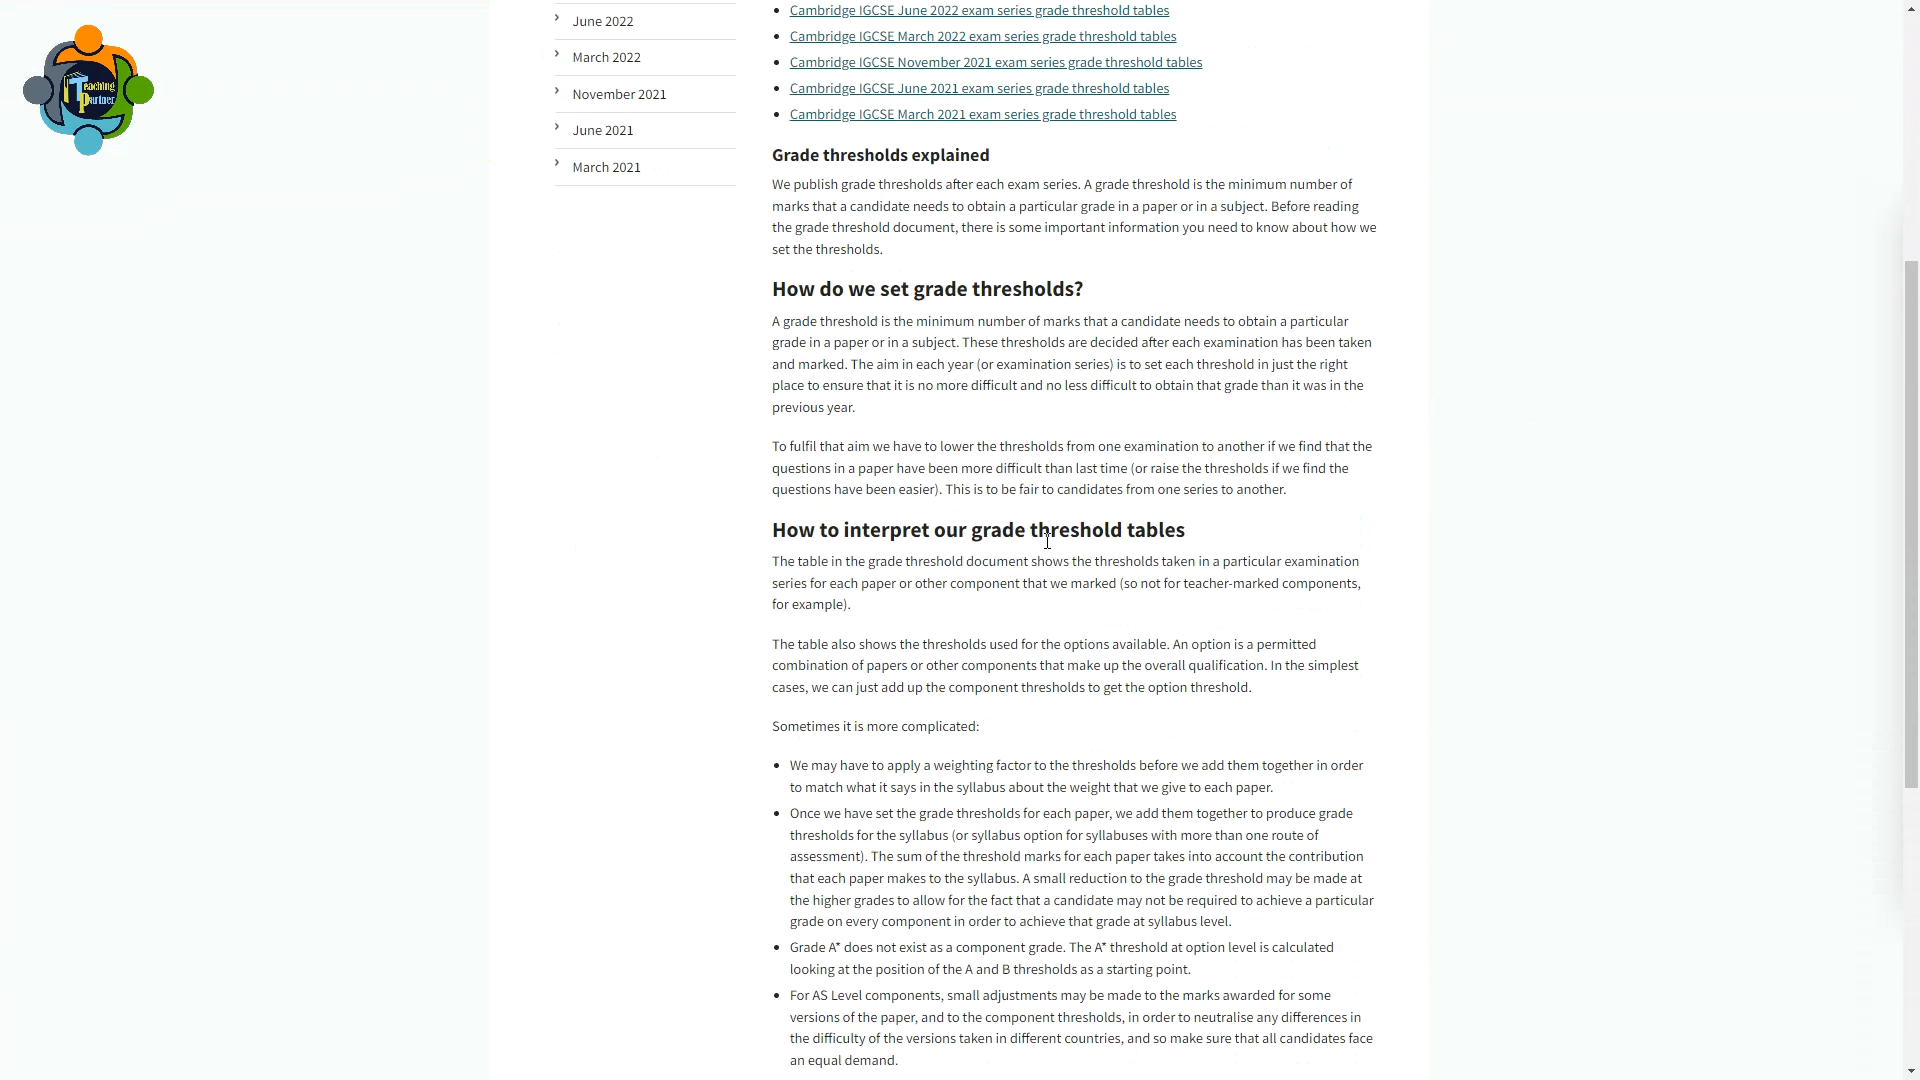 Teaching
Partner
June 2022
March 2022
November 2021
June 2021
March 2021
Cambridge IGCSE June 2022 exam series grade threshold tables
Cambridge IGCSE March 2022 exam series grade threshold tables
Cambridge IGCSE November 2021 exam series grade threshold tables
Cambridge IGCSE June 2021 exam series grade threshold tables
Cambridge IGCSE March 2021 exam series grade threshold tables
Grade thresholds explained
We publish grade thresholds after each exam series. A grade threshold is the minimum number of
marks that a candidate needs to obtain a particular grade in a paper or in a subject. Before reading
the grade threshold document, there is some important information you need to know about how we
set the thresholds.
How do we set grade thresholds?
A grade threshold is the minimum number of marks that a candidate needs to obtain a particular
grade in a paper or in a subject. These thresholds are decided after each examination has been taken
and marked. The aim in each year (or examination series) is to set each threshold in just the right
place to ensure that it is no more difficult and no less difficult to obtain that grade than it was in the
previous year.
To fulfil that aim we have to lower the thresholds from one examination to another if we find that the
questions in a paper have been more difficult than last time (or raise the thresholds if we find the
questions have been easier). This is to be fair to candidates from one series to another.
How to interpret our grade threshold tables
The table in the grade threshold document shows the thresholds taken in a particular examination
series for each paper or other component that we marked (so not for teacher-marked components,
for example).
The table also shows the thresholds used for the options available. An option is a permitted
combination of papers or other components that make up the overall qualification. In the simplest
cases, we can just add up the component thresholds to get the option threshold.
Sometimes it is more complicated:
We may have to apply a weighting factor to the thresholds before we add them together in order
to match what it says in the syllabus about the weight that we give to each paper.
Once we have set the grade thresholds for each paper, we add them together to produce grade
thresholds for the syllabus (or syllabus option for syllabuses with more than one route of
assessment). The sum of the threshold marks for each paper takes into account the contribution
that each paper makes to the syllabus. A small reduction to the grade threshold may be made at
the higher grades to allow for the fact that a candidate may not be required to achieve a particular
grade on every component in order to achieve that grade at syllabus level.
Grade A* does not exist as a component grade. The A* threshold at option level is calculated
looking at the position of the A and B thresholds as a starting point.
For AS Level components, small adjustments may be made to the marks awarded for some
versions of the paper, and to the component thresholds, in order to neutralise any differences in
the difficulty of the versions taken in different countries, and so make sure that all candidates face
an equal demand.